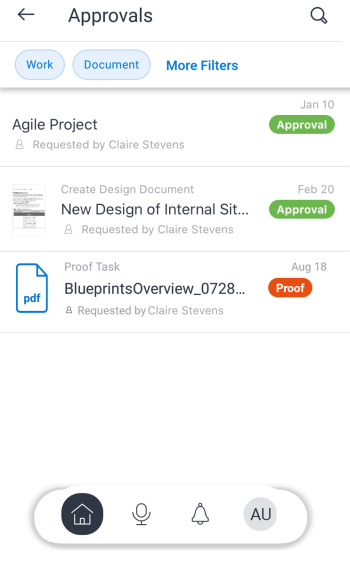 Approvals
Work Document More Filters
Jan 10
Agile Project Approval
Requested by Claire Stevens
Create Design Document Feb 20
New Design of Internal Sit... Approval
Requested by Claire Stevens
Proof Task Aug 18
pdf BlueprintsOverview_0728... Proof
Requested by Claire Stevens
AU